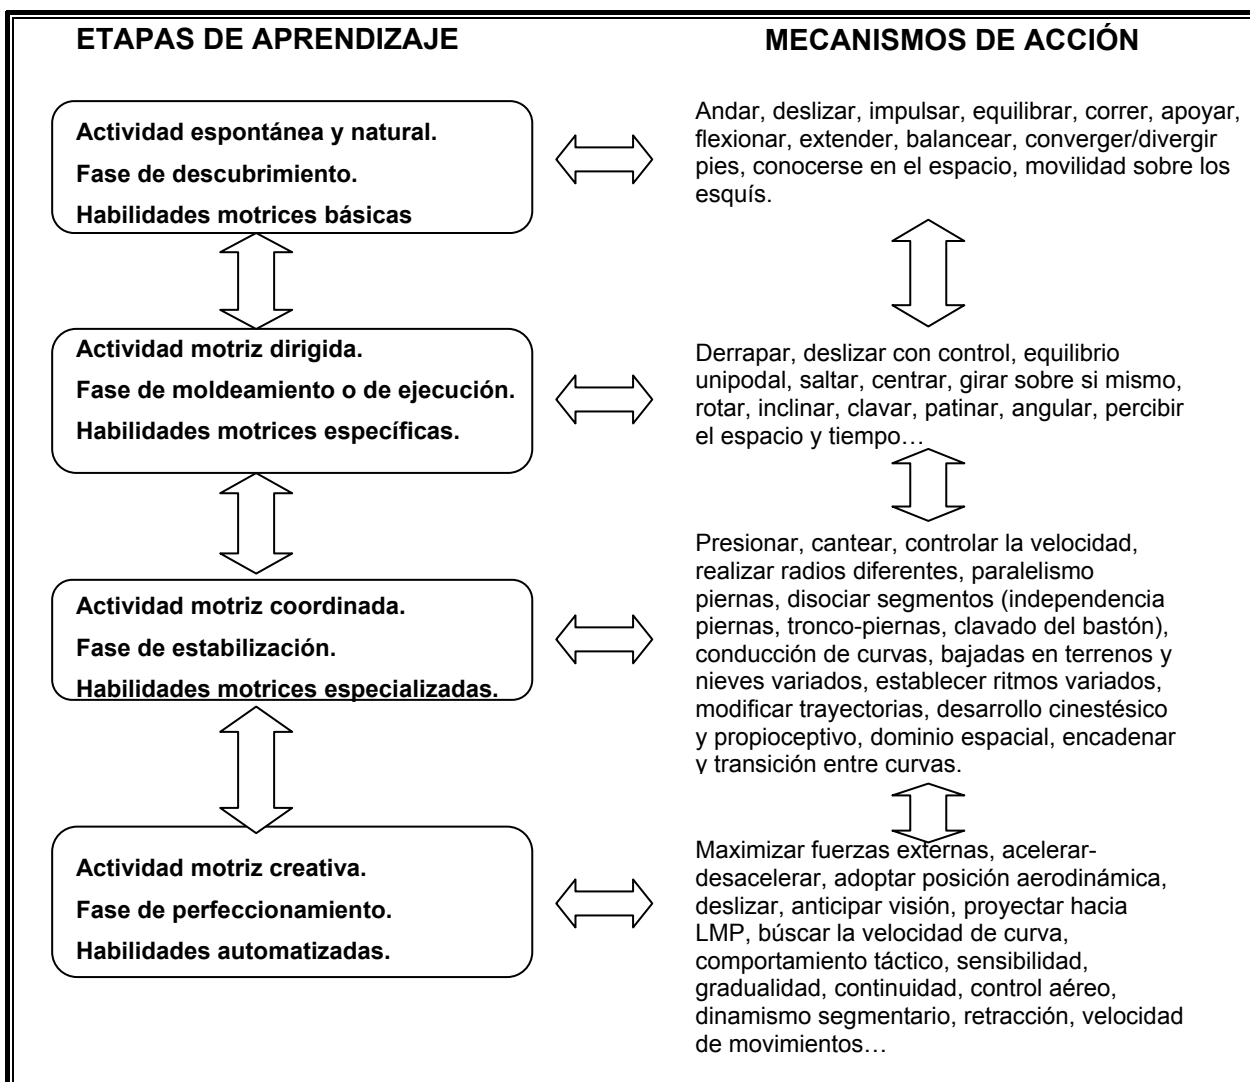 ETAPAS DE APRENDIZAJE
MECANISMOS DE ACCIÓN
Actividad espontánea y natural.
Fase de descubrimiento.
Habilidades motrices básicas
Andar, deslizar, impulsar, equilibrar, correr, apoyar,
flexionar, extender, balancear, converger/divergir
pies, conocerse en el espacio, movilidad sobre los
esquís.
Actividad motriz dirigida.
Fase de moldeamiento o de ejecución.
Habilidades motrices específicas.
Derrapar, deslizar con control, equilibrio
unipodal, saltar, centrar, girar sobre si mismo,
rotar, inclinar, clavar, patinar, angular, percibir
el espacio y tiempo…
Actividad motriz coordinada.
Fase de estabilización.
Habilidades motrices especializadas.
Presionar, cantear, controlar la velocidad,
realizar radios diferentes, paralelismo
piernas, disociar segmentos (independencia
piernas, tronco-piernas, clavado del bastón),
conducción de curvas, bajadas en terrenos y
nieves variados, establecer ritmos variados,
modificar trayectorias, desarrollo cinestésico
y propioceptivo, dominio espacial, encadenar
y transición entre curvas.
Actividad motriz creativa.
Fase de perfeccionamiento.
Habilidades automatizadas.
Maximizar fuerzas externas, acelerar-
desacelerar, adoptar posición aerodinámica,
deslizar, anticipar visión, proyectar hacia
LMP, búscar la velocidad de curva,
comportamiento táctico, sensibilidad,
gradualidad, continuidad, control aéreo,
dinamismo segmentario, retracción, velocidad
de movimientos…